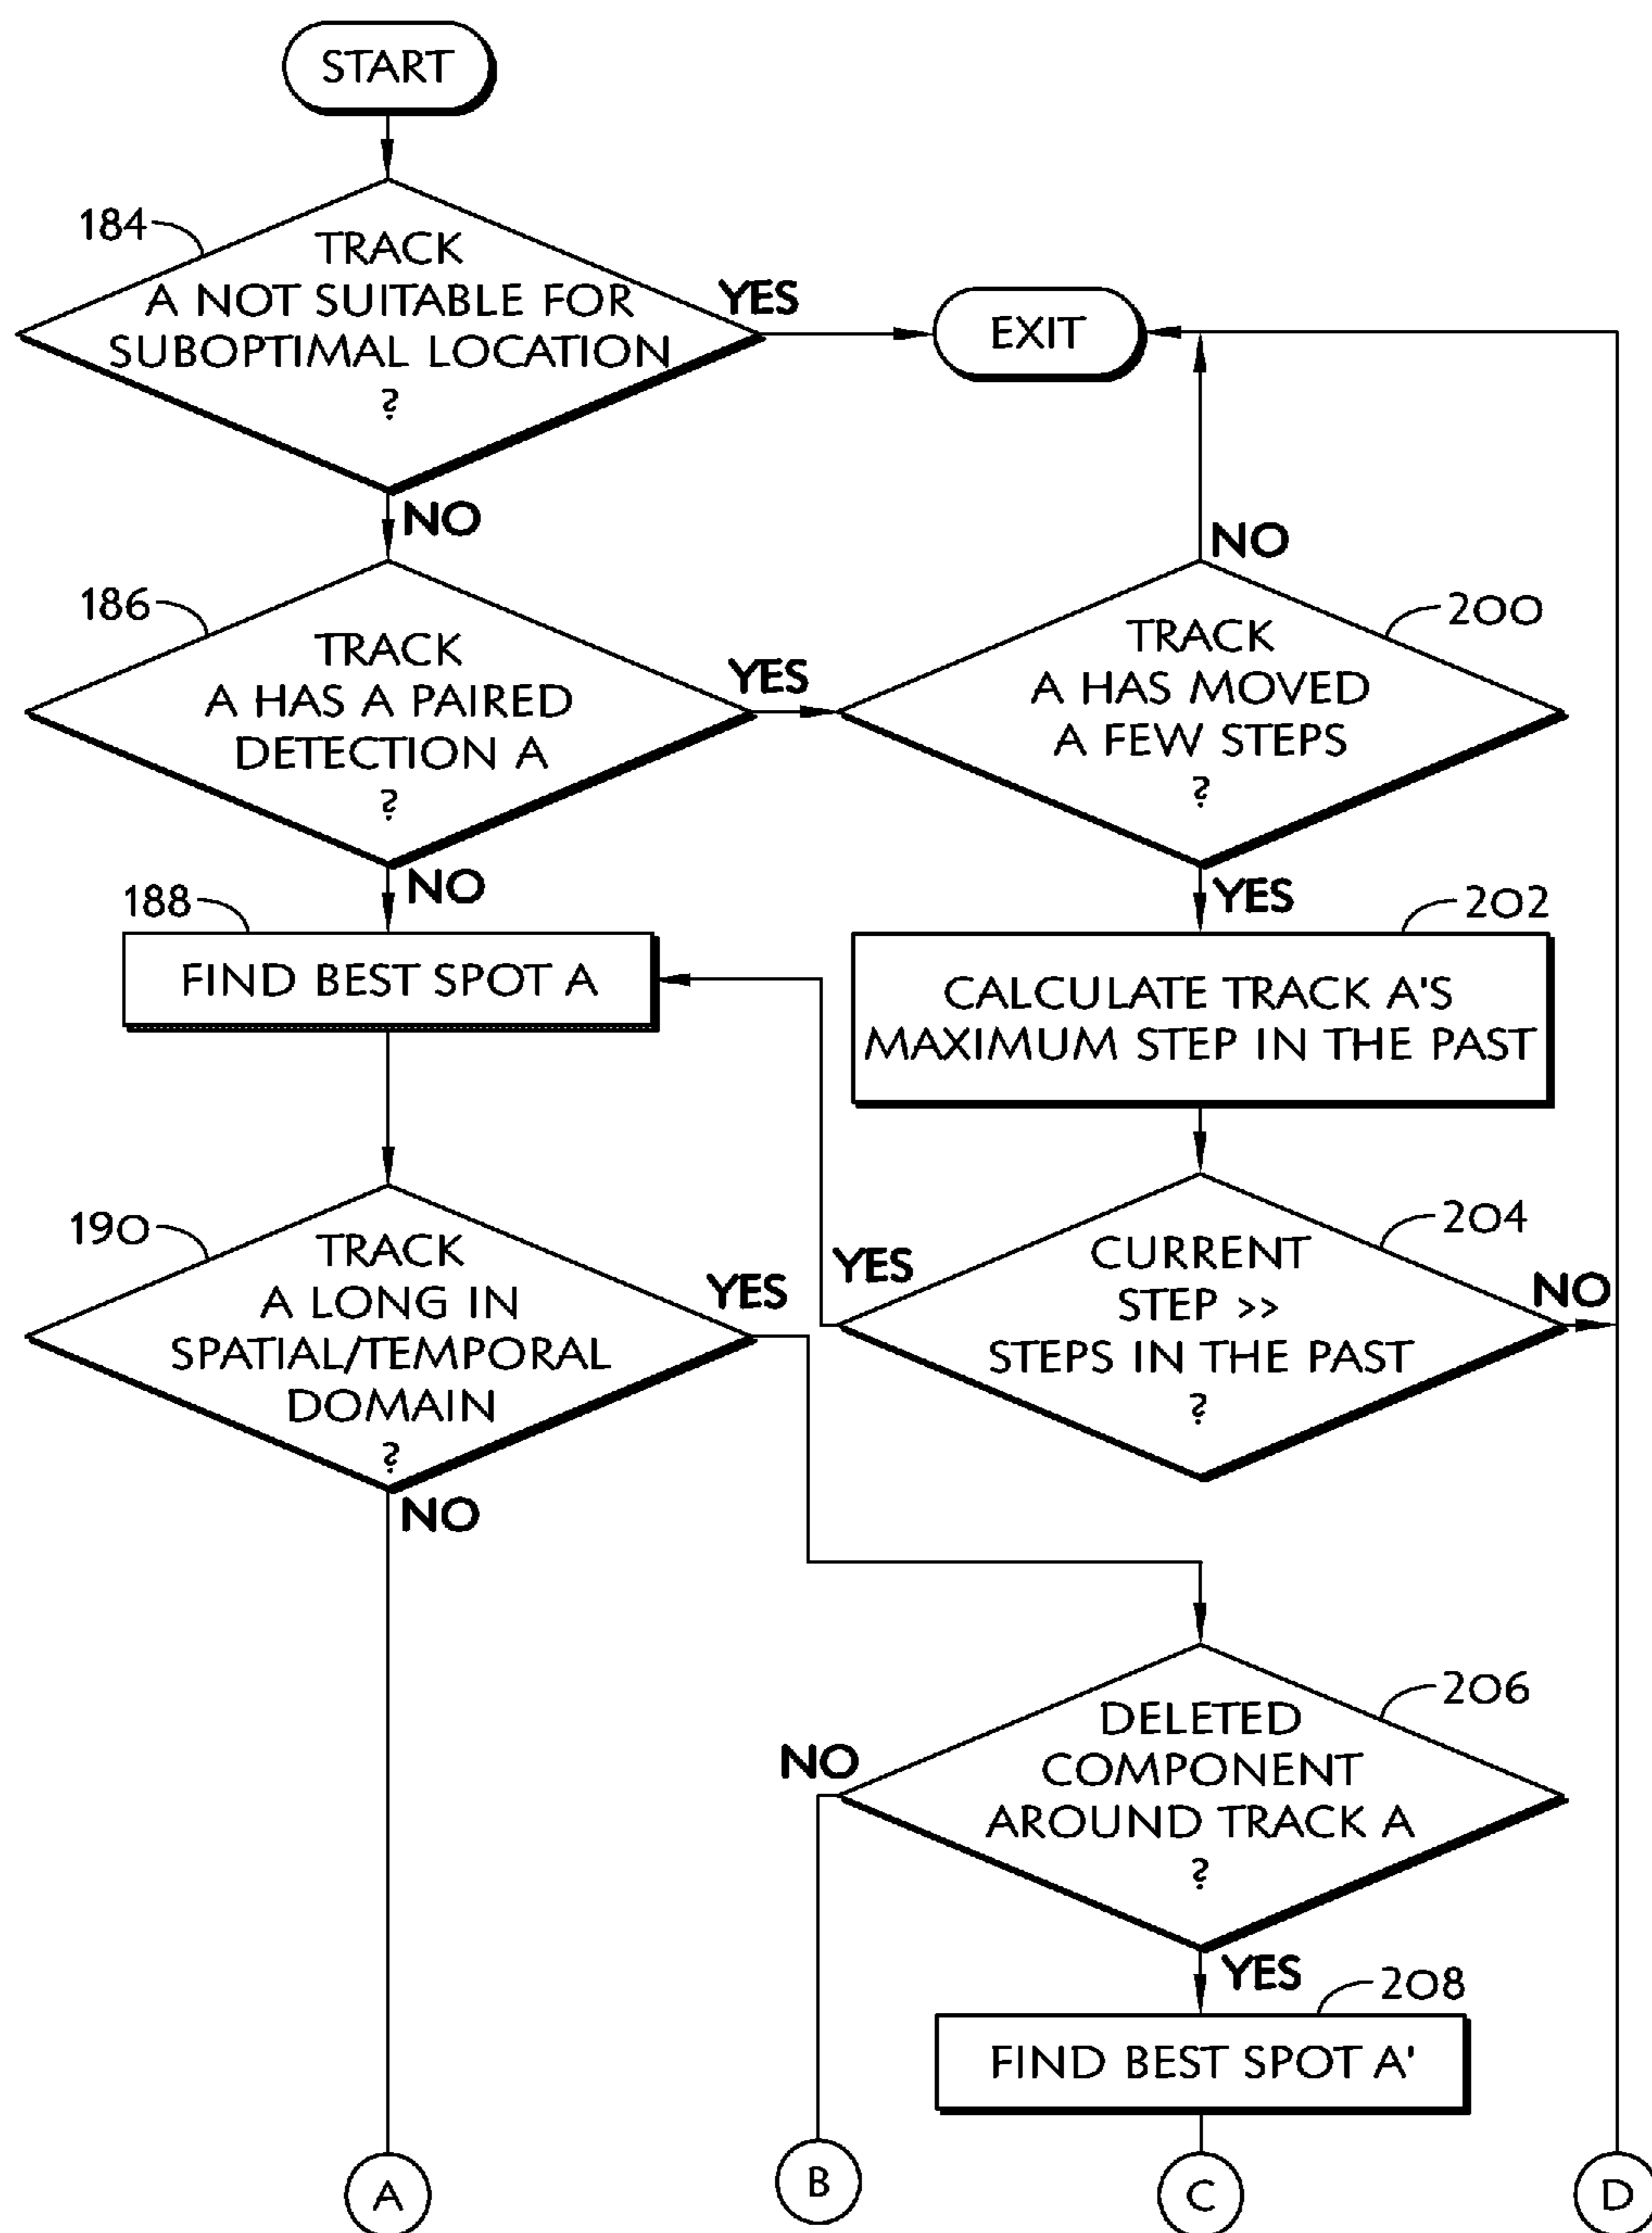 START
184
TRACK
A NOT SUITABLE FOR
SUBOPTIMAL LOCATION
?
YES
EXIT
NO
186
TRACK
A HAS A PAIRED
DETECTION A
?
YES
NO
200
TRACK
A HAS MOVED
A FEW STEPS
?
NO
YES
188
FIND BEST SPOT A
202
CALCULATE TRACK A'S
MAXIMUM STEP IN THE PAST
190
TRACK
A LONG IN
SPATIAL/TEMPORAL
DOMAIN
?
YES
NO
204
CURRENT
STEP >>
STEPS IN THE PAST
?
YES
NO
206
DELETED
COMPONENT
AROUND TRACK A
?
NO
YES
208
FIND BEST SPOT A'
A
B
C
D